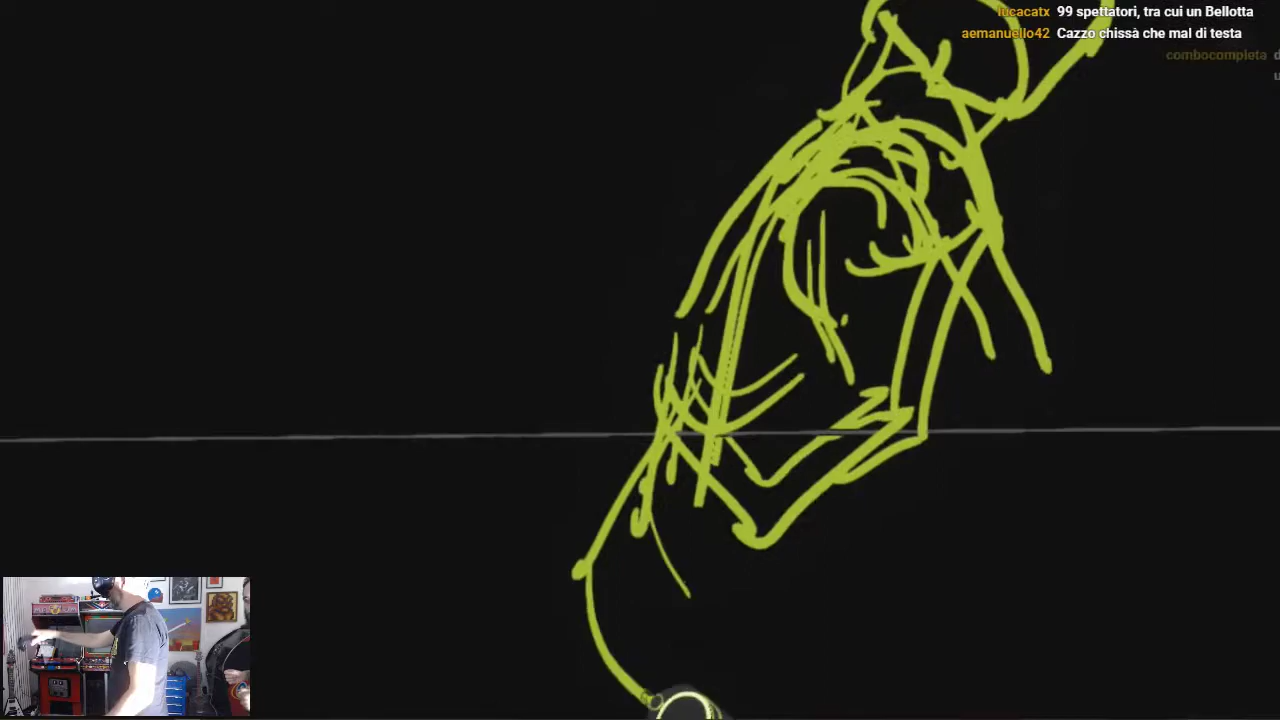 lucacatx 99 spettatori, tra cui un Bellotta
aemanuello42 Cazzo chissà che mal di testa
combocompleta